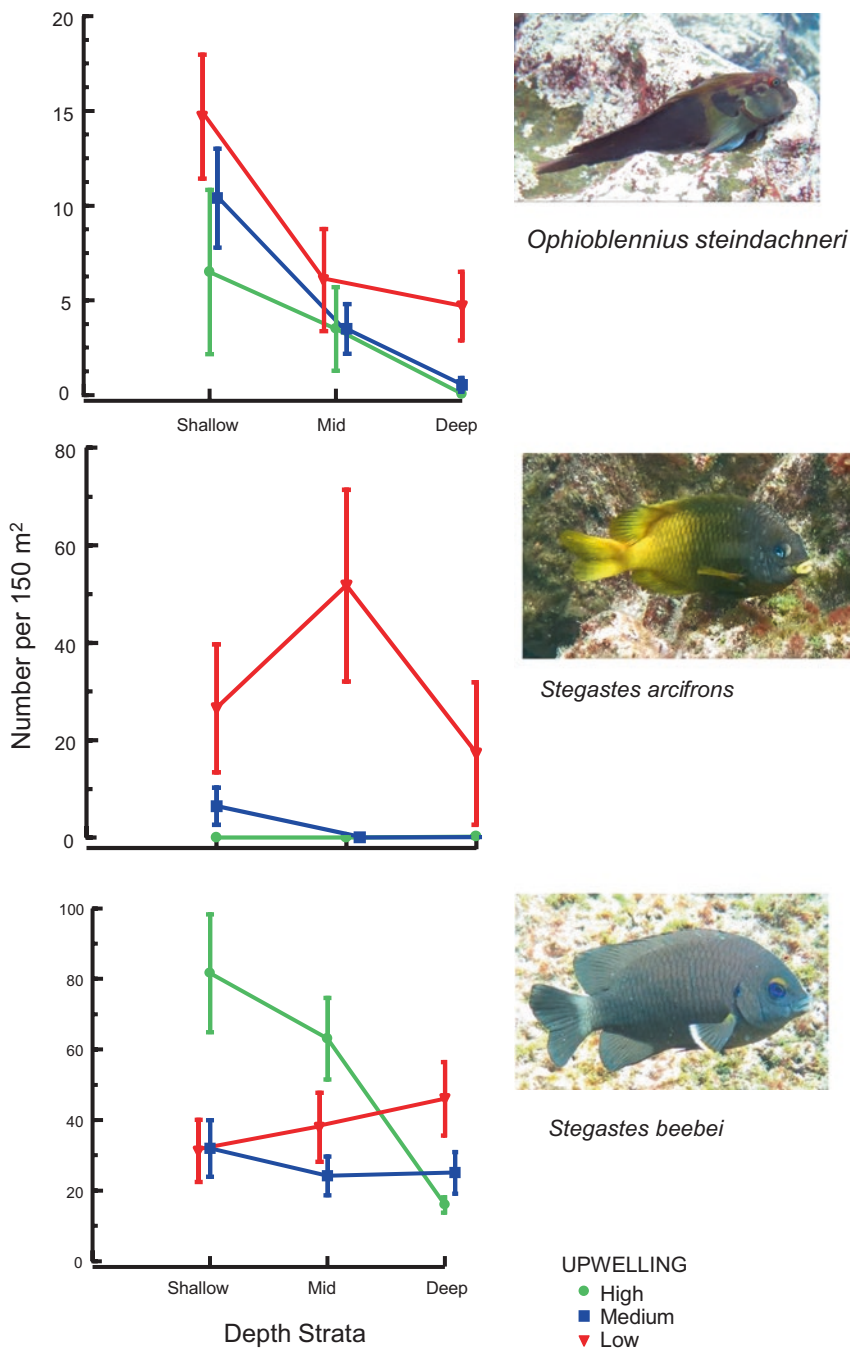 20
15
10
5
0
Shallow Mid Deep
Ophioblennius steindachneri
80
60
40
20
0
Number per 150 m²
Stegastes arcifrons
100
80
60
40
20
0
Shallow Mid Deep
Depth Strata
Stegastes beebei
UPWELLING
High
Medium
Low